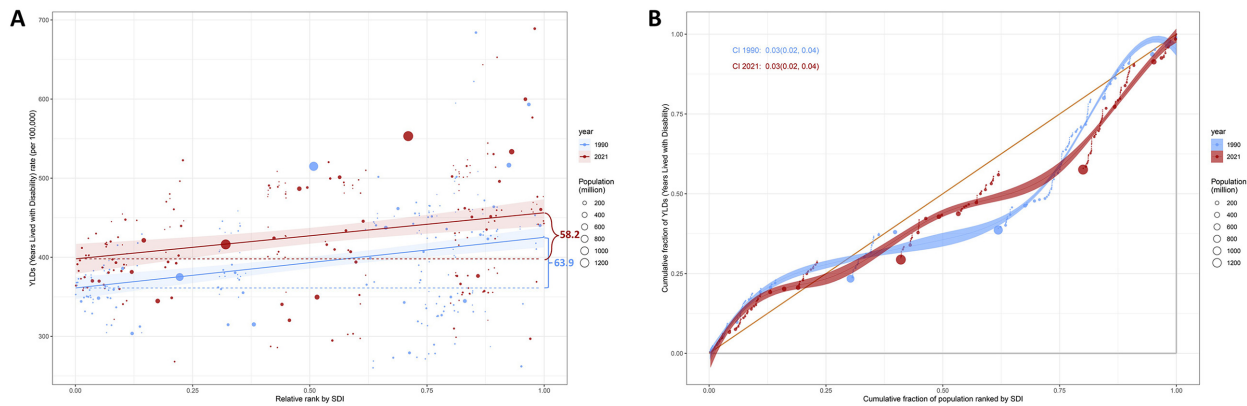 A
YLDs (Years Lived with Disability) rate (per 100,000)
700
600
500
400
300
0.00
0.25
0.50
0.75
1.00
Relative rank by SDI
58.2
63.9
year
1990
2021
Population
(million)
200
400
600
800
1000
1200
B
Cumulative fraction of YLDs (Years Lived with Disability)
1.00
0.75
0.50
0.25
0.00
CI 1990: 0.03(0.02, 0.04)
CI 2021: 0.03(0.02, 0.04)
0.00
0.25
0.50
0.75
1.00
Cumulative fraction of population ranked by SDI
year
1990
2021
Population
(million)
200
400
600
800
1000
1200